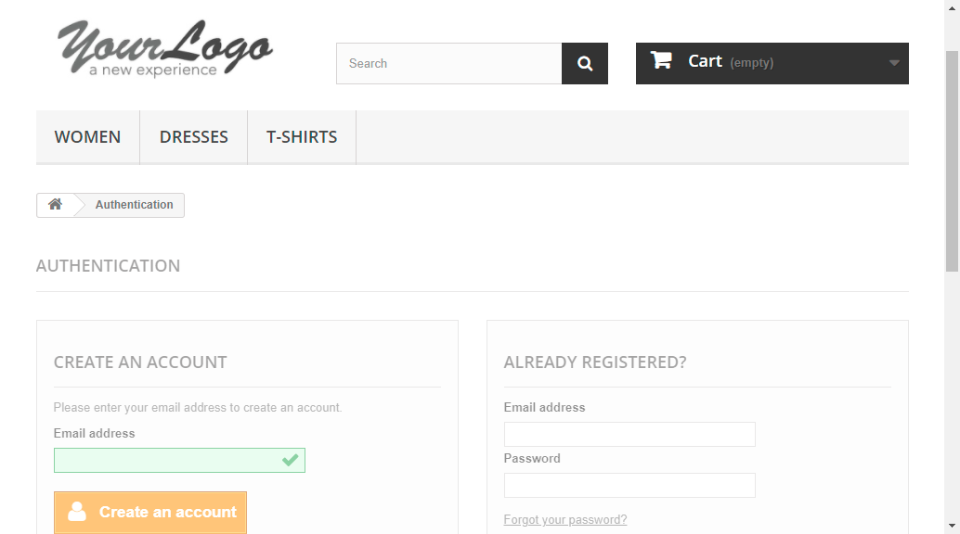 YourLogo
a new experience
Search
Cart (empty)
WOMEN DRESSES T-SHIRTS
Authentication
AUTHENTICATION
CREATE AN ACCOUNT
Please enter your email address to create an account.
Email address
Create an account
ALREADY REGISTERED?
Email address
Password
Forgot your password?